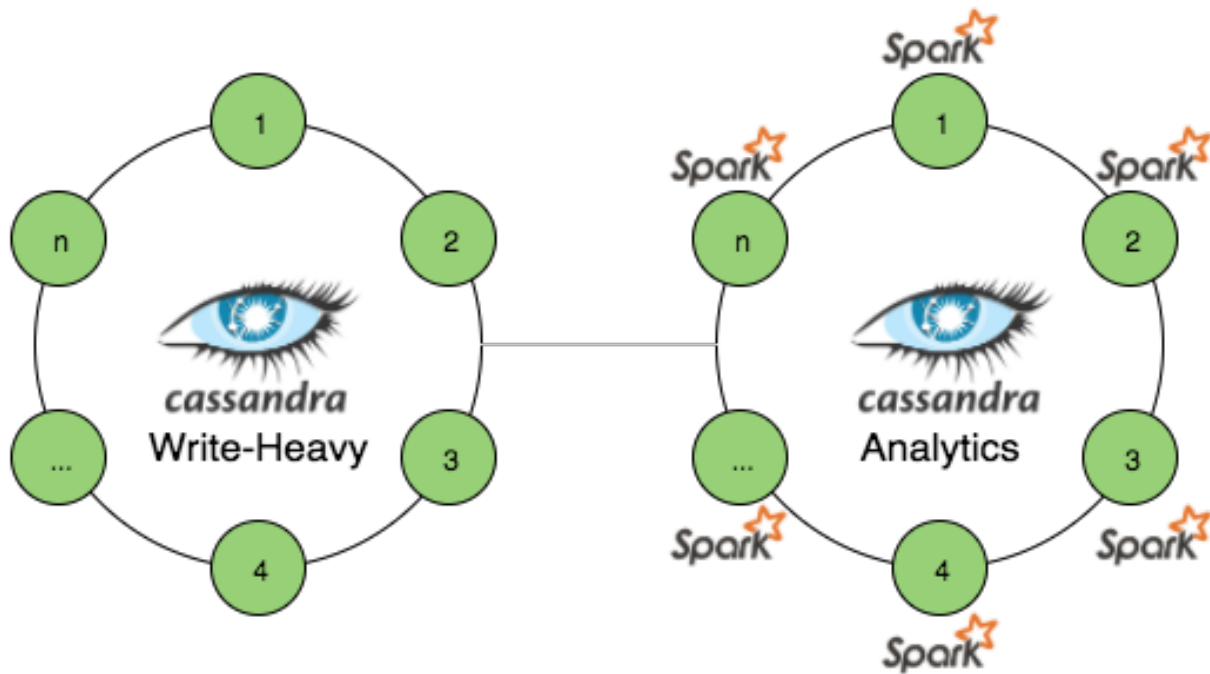 Spark
1
1
Spark
Spark
n
2
n
2
cassandra
cassandra
Write-Heavy
Analytics
...
3
...
3
Spark
Spark
4
4
Spark